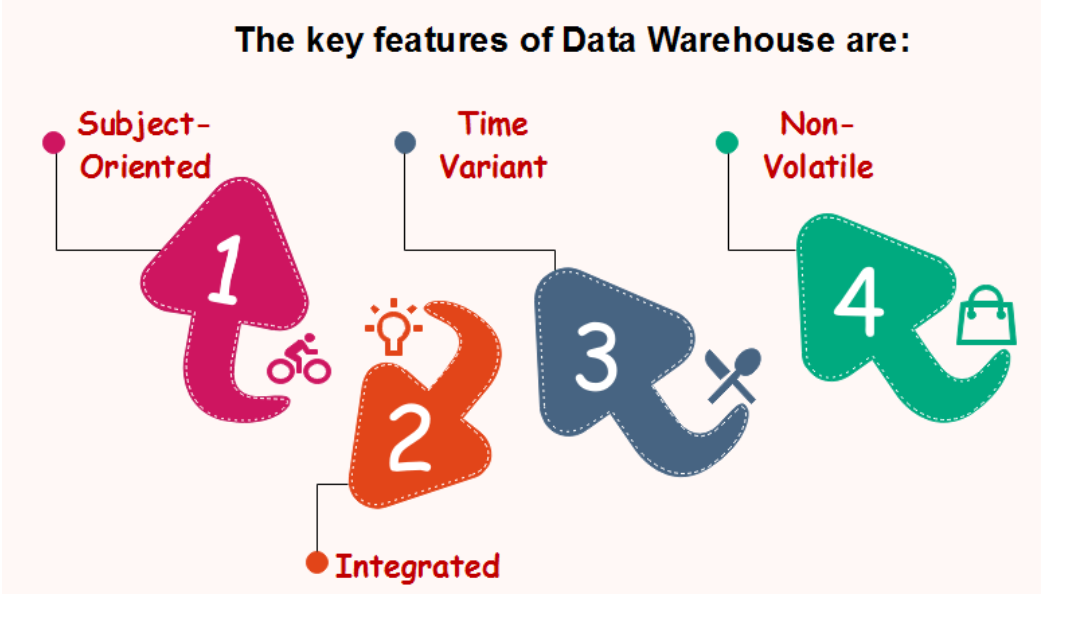 The key features of Data Warehouse are:
Subject-
Oriented
1
2
Integrated
Time
Variant
3
Non-
Volatile
4